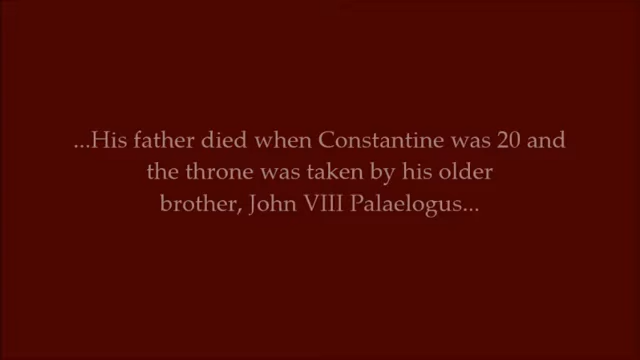 ...His father died when Constantine was 20 and
the throne was taken by his older
brother, John VIII Palaelogus...